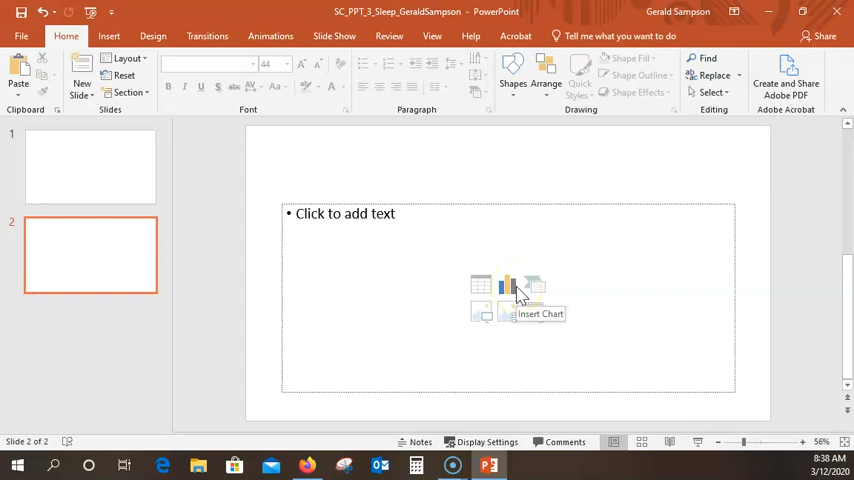 SC_PPT_3_Sleep_GeraldSampson - PowerPoint
Gerald Sampson
File Home Insert Design Transitions Animations Slide Show Review View Help Acrobat Tell me what you want to do Share
Paste
New
Slide
Layout
Reset
Section
44
B I U S abc AV Aa A
Shapes
Arrange
Quick
Styles
Shape Fill
Shape Outline
Shape Effects
Find
Replace
Select
Create and Share
Adobe PDF
Clipboard Slides Font Paragraph Drawing Editing Adobe Acrobat
1
2
• Click to add text
Insert Chart
Slide 2 of 2
Notes Display Settings Comments
56%
8:38 AM
3/12/2020